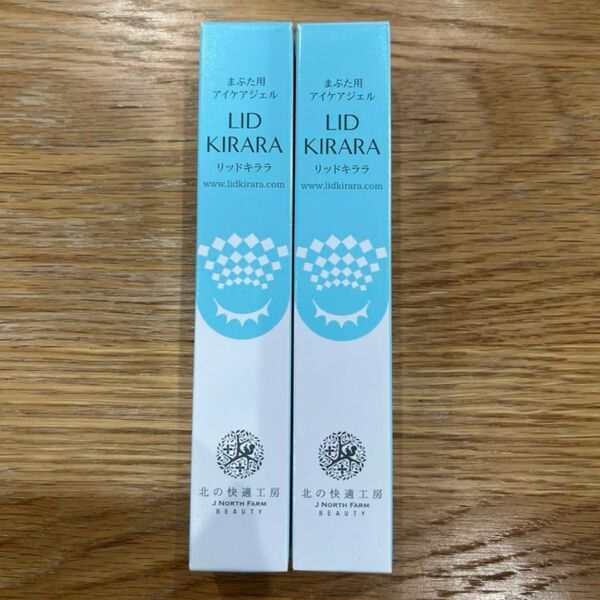 まぶた用
アイケアジェル
LID
KIRARA
リッドキララ
www.lidkirara.com
北の快適工房
J NORTH FARM
BEAUTY
まぶた用
アイケアジェル
LID
KIRARA
リッドキララ
www.lidkirara.com
北の快適工房
J NORTH FARM
BEAUTY